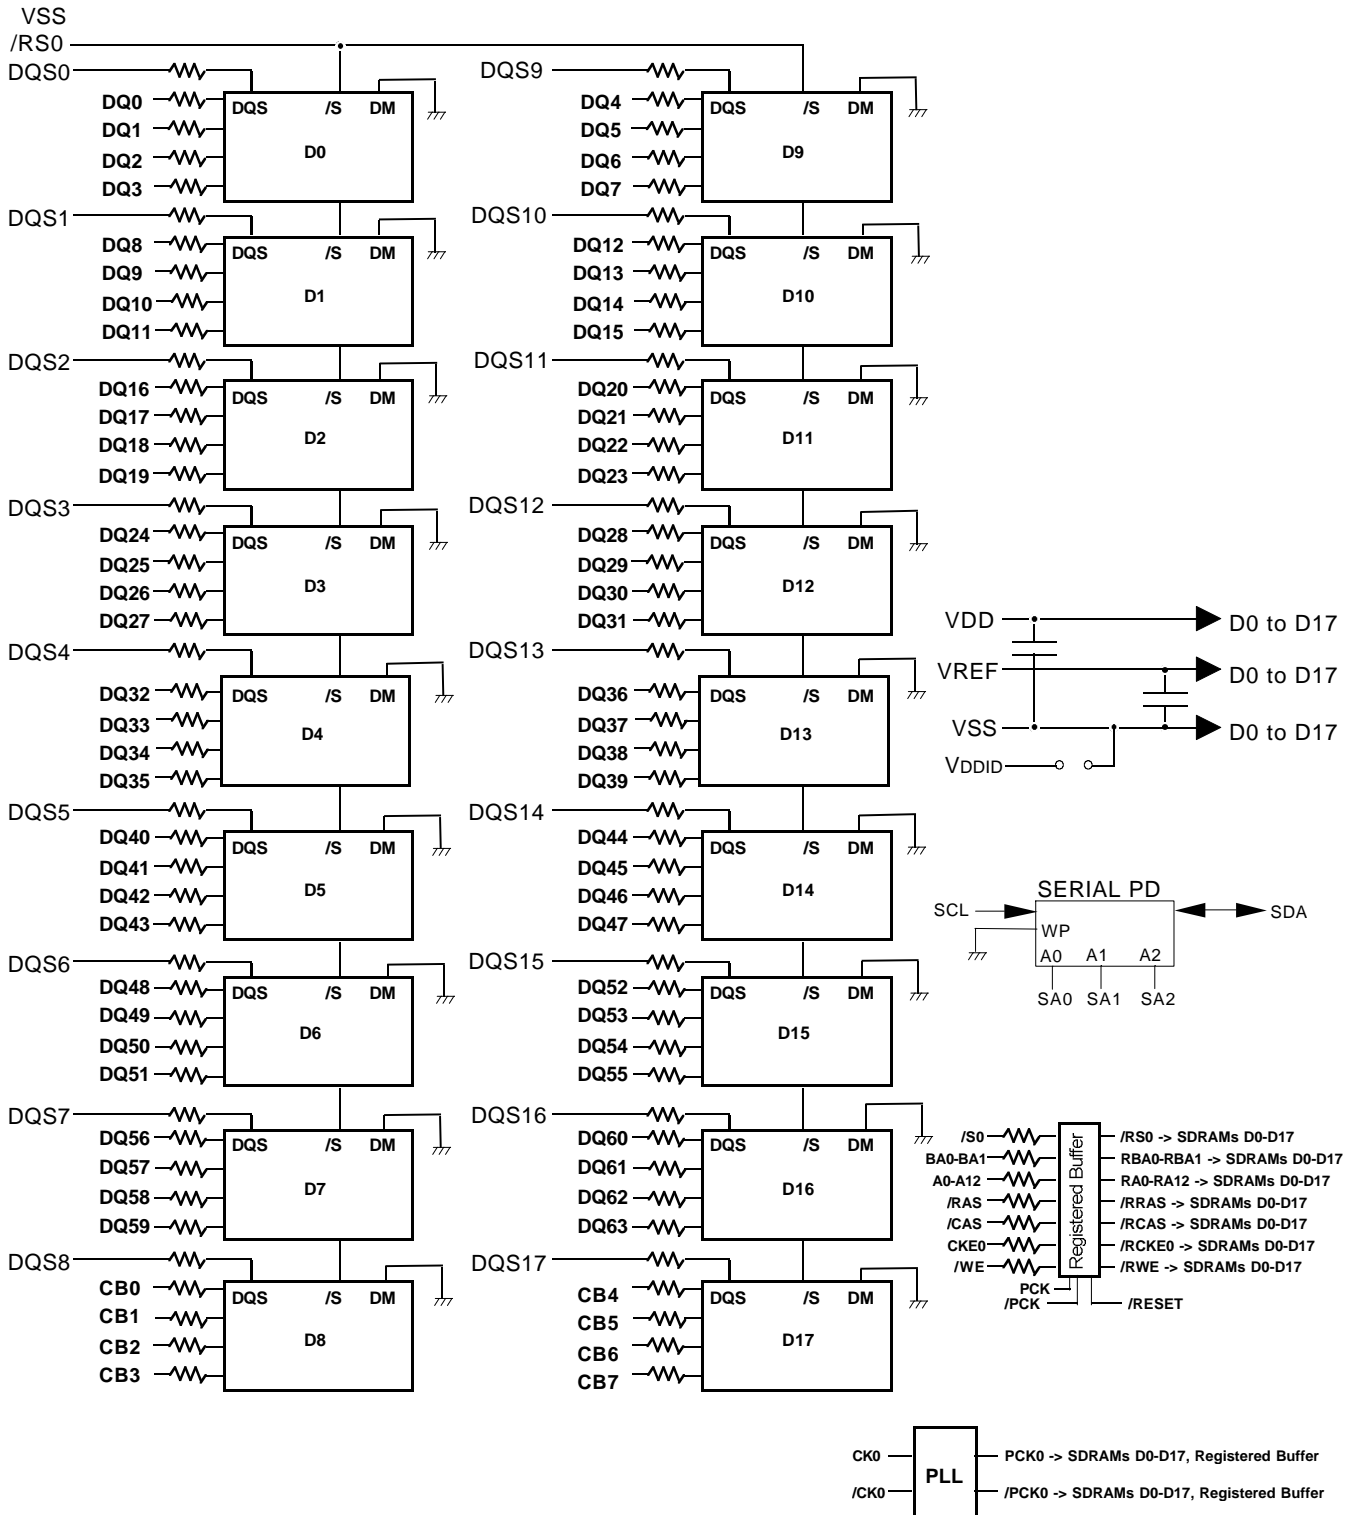 VSS
/RS0
DQS0
DQ0
DQ1
DQ2
DQ3
DQS /S DM
D0
DQS9
DQ4
DQ5
DQ6
DQ7
DQS /S DM
D9
DQS1
DQ8
DQ9
DQ10
DQ11
DQS /S DM
D1
DQS10
DQ12
DQ13
DQ14
DQ15
DQS /S DM
D10
DQS2
DQ16
DQ17
DQ18
DQ19
DQS /S DM
D2
DQS11
DQ20
DQ21
DQ22
DQ23
DQS /S DM
D11
DQS3
DQ24
DQ25
DQ26
DQ27
DQS /S DM
D3
DQS12
DQ28
DQ29
DQ30
DQ31
DQS /S DM
D12
DQS4
DQ32
DQ33
DQ34
DQ35
DQS /S DM
D4
DQS13
DQ36
DQ37
DQ38
DQ39
DQS /S DM
D13
DQS5
DQ40
DQ41
DQ42
DQ43
DQS /S DM
D5
DQS14
DQ44
DQ45
DQ46
DQ47
DQS /S DM
D14
DQS6
DQ48
DQ49
DQ50
DQ51
DQS /S DM
D6
DQS15
DQ52
DQ53
DQ54
DQ55
DQS /S DM
D15
DQS7
DQ56
DQ57
DQ58
DQ59
DQS /S DM
D7
DQS16
DQ60
DQ61
DQ62
DQ63
DQS /S DM
D16
DQS8
CB0
CB1
CB2
CB3
DQS /S DM
D8
DQS17
CB4
CB5
CB6
CB7
DQS /S DM
D17
VDD D0 to D17
VREF D0 to D17
VSS D0 to D17
VDDID
SERIAL PD
SCL SDA
WP
A0 A1 A2
SA0 SA1 SA2
/S0 /RS0 -> SDRAMs D0-D17
BA0-BA1 RBA0-RBA1 -> SDRAMs D0-D17
A0-A12 RA0-RA12 -> SDRAMs D0-D17
/RAS /RRAS -> SDRAMs D0-D17
/CAS /RCAS -> SDRAMs D0-D17
CKE0 /RCKE0 -> SDRAMs D0-D17
/WE /RWE -> SDRAMs D0-D17
Registered Buffer
PCK
/PCK /RESET
CK0 PCK0 -> SDRAMs D0-D17, Registered Buffer
PLL
/CK0 /PCK0 -> SDRAMs D0-D17, Registered Buffer